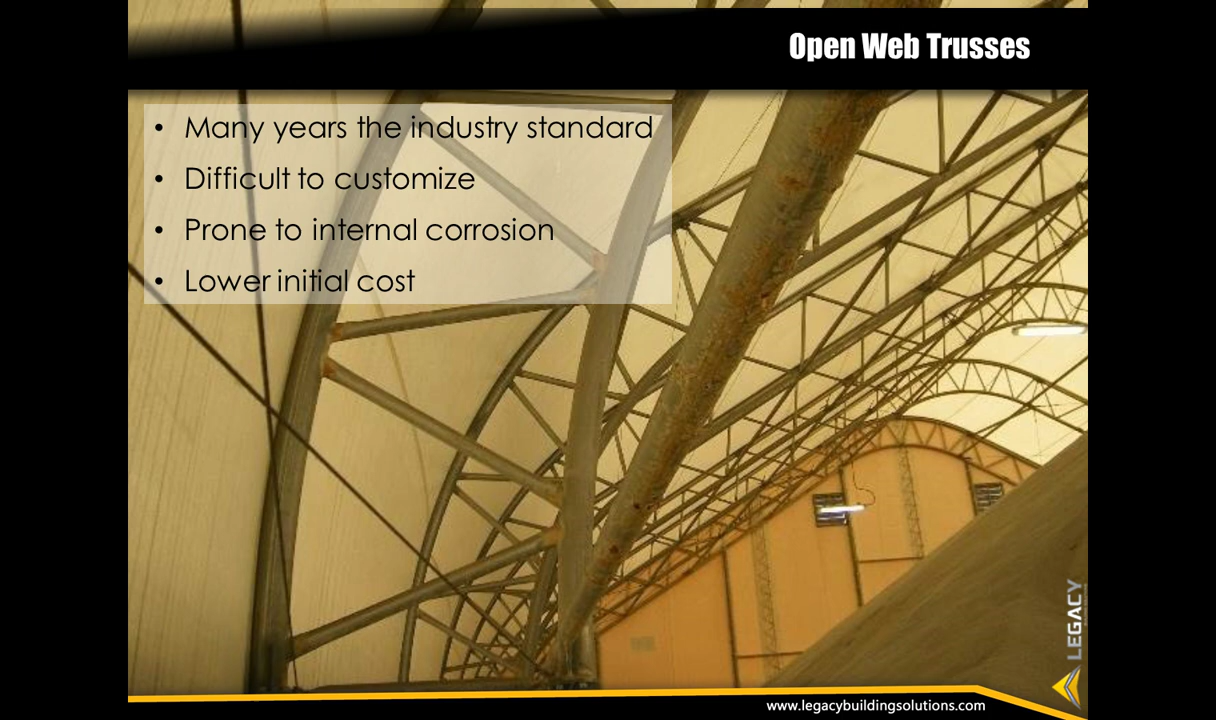 Open Web Trusses
• Many years the industry standard
• Difficult to customize
• Prone to internal corrosion
• Lower initial cost
LEGACY
www.legacybuildingsolutions.com